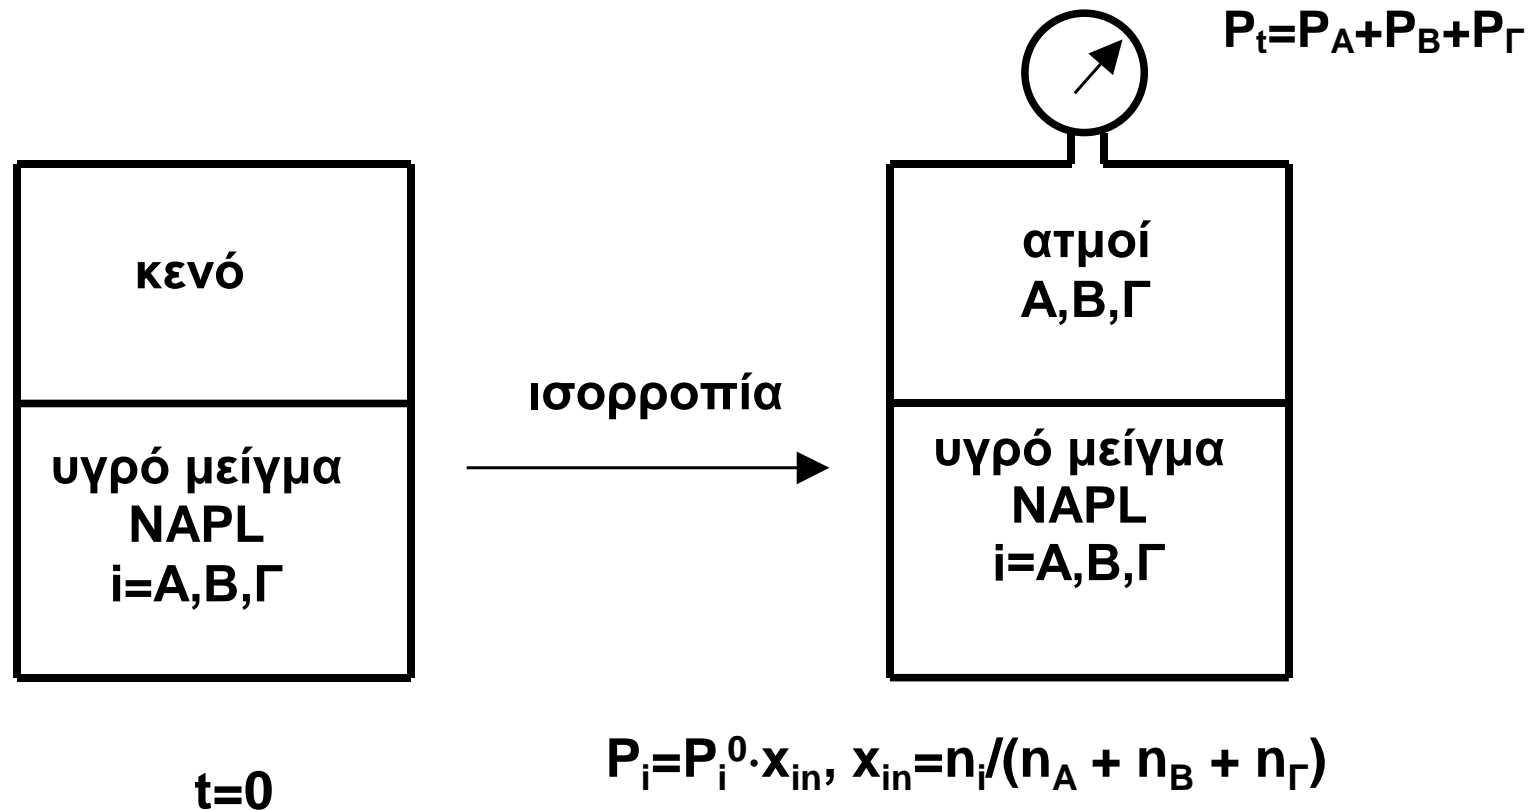 Pt=PA+PB+PΓ
κενό
ατμοί
Α,Β,Γ
ισορροπία
υγρό μείγμα
NAPL
i=Α,Β,Γ
υγρό μείγμα
NAPL
i=Α,Β,Γ
t=0
Pi=Pi⁰·xin, xin=ni/(nA + nB + nΓ)